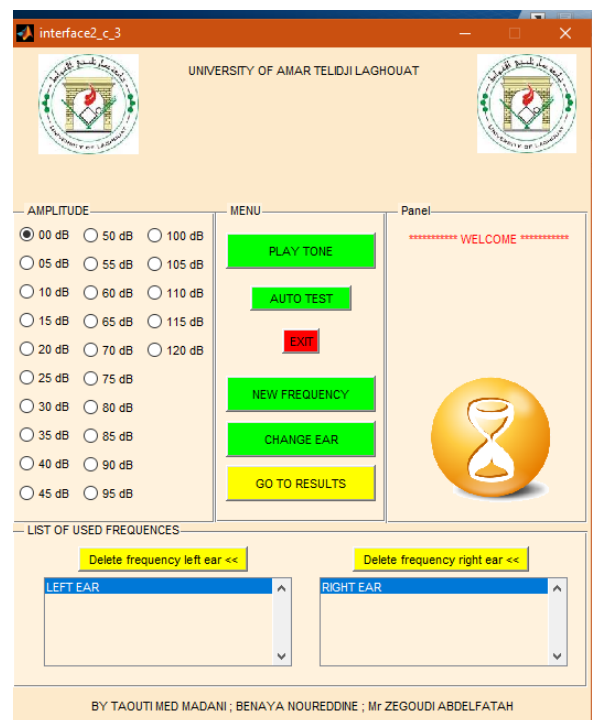 interface2_c_3
UNIVERSITY OF AMAR TELIDJI LAGHOUAT
AMPLITUDE
00 dB 50 dB 100 dB
05 dB 55 dB 105 dB
10 dB 60 dB 110 dB
15 dB 65 dB 115 dB
20 dB 70 dB 120 dB
25 dB 75 dB
30 dB 80 dB
35 dB 85 dB
40 dB 90 dB
45 dB 95 dB
MENU
PLAY TONE
AUTO TEST
EXIT
NEW FREQUENCY
CHANGE EAR
GO TO RESULTS
Panel
*********** WELCOME ***********
LIST OF USED FREQUENCES
Delete frequency left ear << Delete frequency right ear <<
LEFT EAR RIGHT EAR
BY TAOUTI MED MADANI ; BENAYA NOUREDDINE ; Mr ZEGOUDI ABDELFATAH